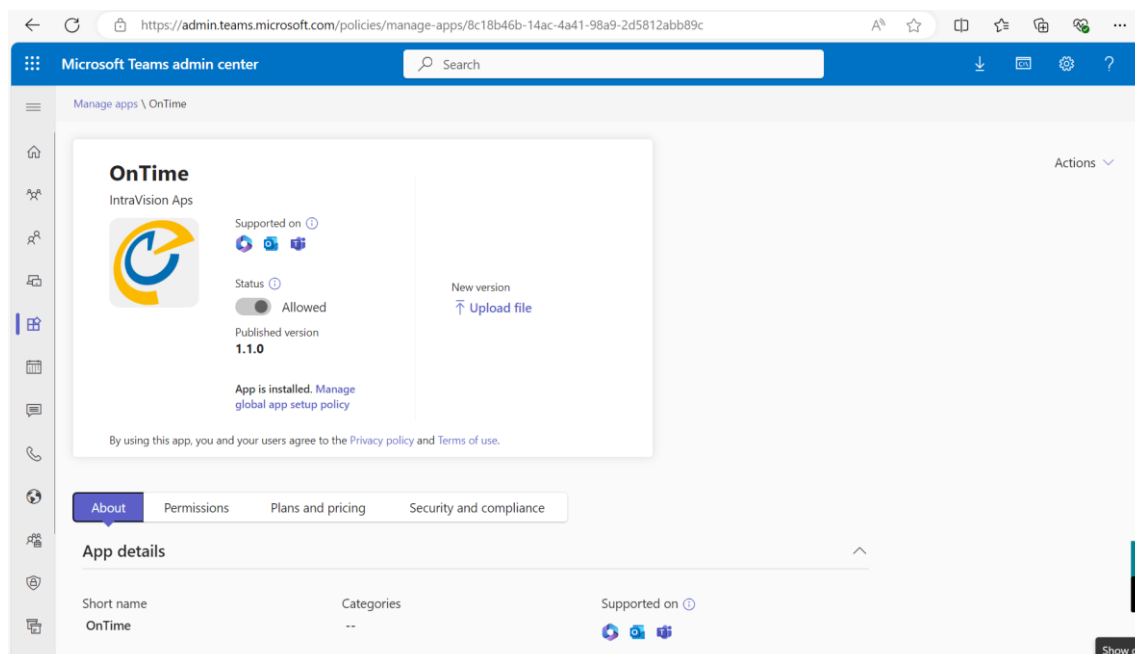 https://admin.teams.microsoft.com/policies/manage-apps/8c18b46b-14ac-4a41-98a9-2d5812abb89c
Microsoft Teams admin center
Search
Manage apps \ OnTime
Actions
OnTime
IntraVision Aps
Supported on
Status
Allowed
Published version
1.1.0
App is installed. Manage
global app setup policy
New version
Upload file
By using this app, you and your users agree to the Privacy policy and Terms of use.
About Permissions Plans and pricing Security and compliance
App details
Short name Categories Supported on
OnTime --
Show